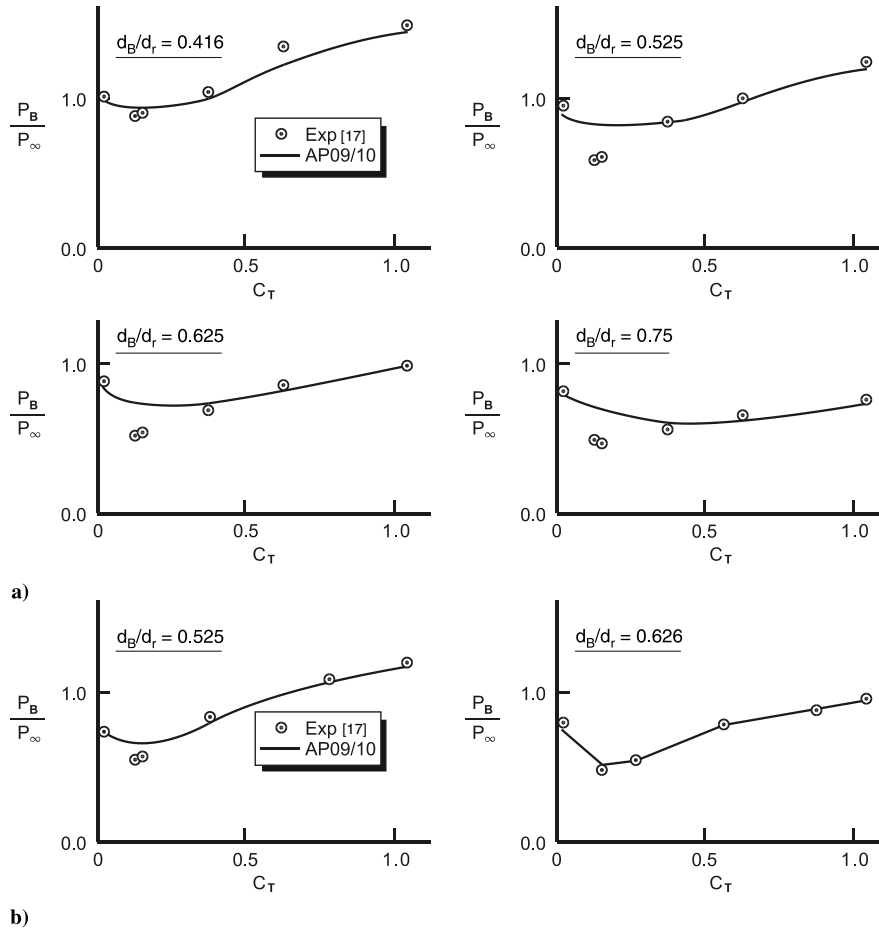 d_B/d_r = 0.416
P_B
P_∞
1.0
0.0
Exp [17]
AP09/10
0
0.5
1.0
C_T
d_B/d_r = 0.525
P_B
P_∞
1.0
0.0
0
0.5
1.0
C_T
d_B/d_r = 0.625
P_B
P_∞
1.0
0.0
0
0.5
1.0
C_T
d_B/d_r = 0.75
P_B
P_∞
1.0
0.0
0
0.5
1.0
C_T
a)
d_B/d_r = 0.525
P_B
P_∞
1.0
0.0
Exp [17]
AP09/10
0
0.5
1.0
C_T
d_B/d_r = 0.626
P_B
P_∞
1.0
0.0
0
0.5
1.0
C_T
b)